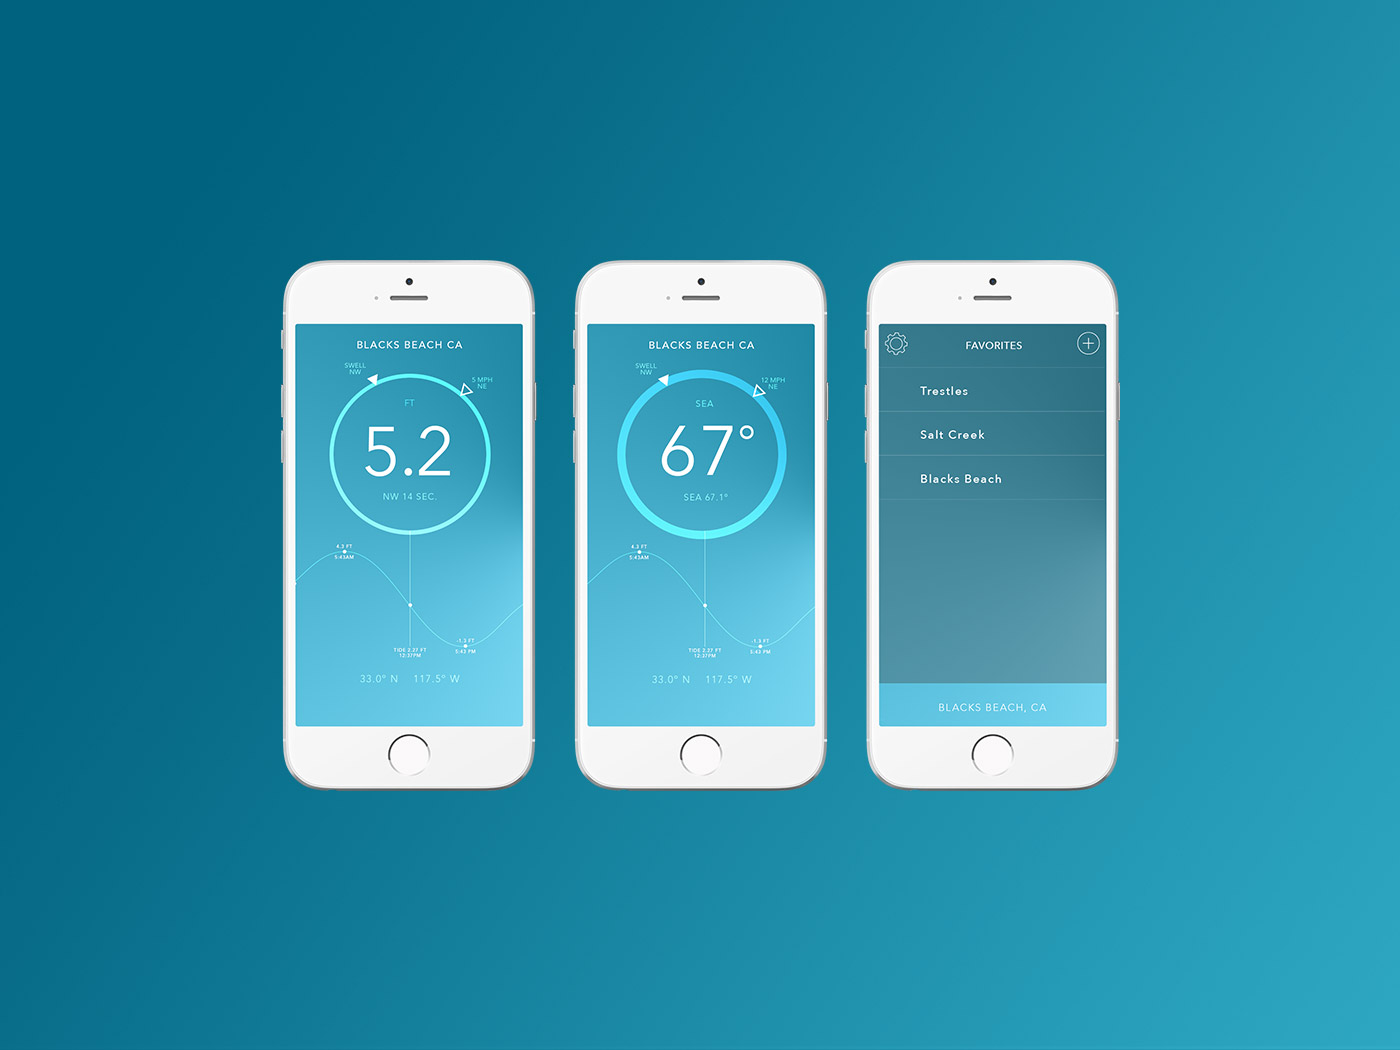 BLACKS BEACH CA
SWELL
NW
5 MPH
NE
FT
5.2
NW 14 SEC.
4.3 FT
5:43AM
-1.3 FT
5:43 PM
TIDE 2.27 FT
12:37PM
33.0° N 117.5° W
BLACKS BEACH CA
SWELL
NW
12 MPH
NE
SEA
67°
SEA 67.1°
4.3 FT
5:43AM
-1.3 FT
5:43 PM
TIDE 2.27 FT
12:37PM
33.0° N 117.5° W
FAVORITES
Trestles
Salt Creek
Blacks Beach
BLACKS BEACH, CA